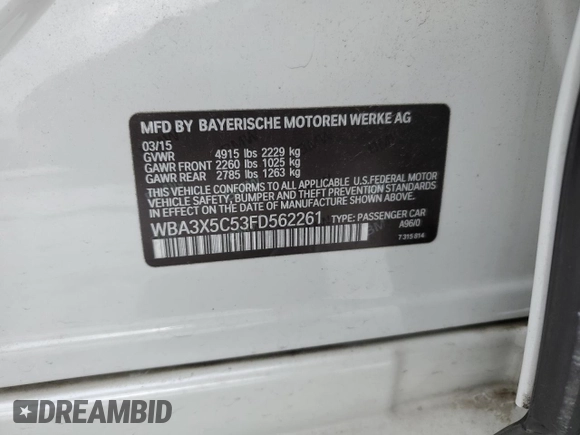 MFD BY BAYERISCHE MOTOREN WERKE AG
03/15
GVWR 4915 lbs 2229 kg
GAWR FRONT 2260 lbs 1025 kg
GAWR REAR 2785 lbs 1263 kg
THIS VEHICLE CONFORMS TO ALL APPLICABLE U.S.FEDERAL MOTOR
VEHICLE SAFETY, BUMPER AND THEFT PREVENTION STANDARDS
IN EFFECT ON THE DATE OF MANUFACTURE SHOWN ABOVE.
WBA3X5C53FD562261 TYPE: PASSENGER CAR
A96/0
7 315 814
DREAMBID